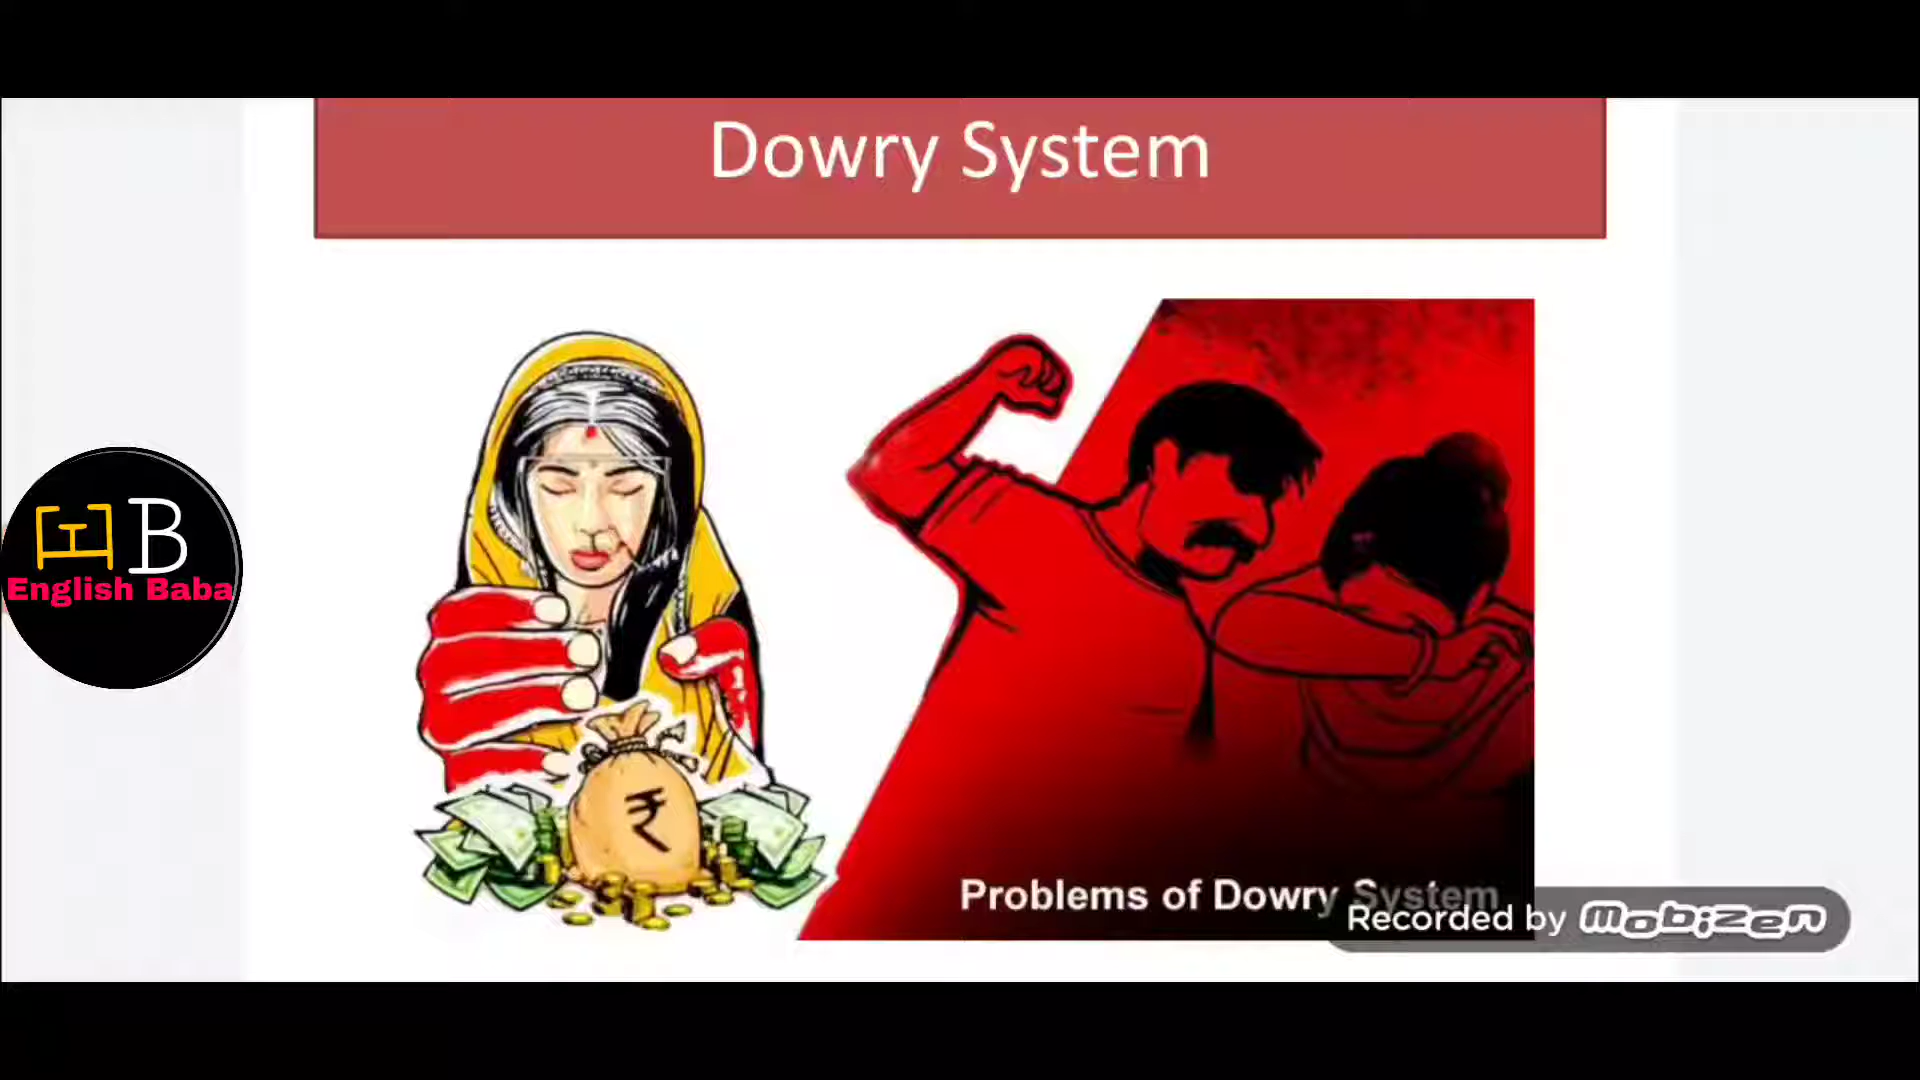 Dowry System
B
English Baba
₹
Problems of Dowry System
Recorded by mobizen